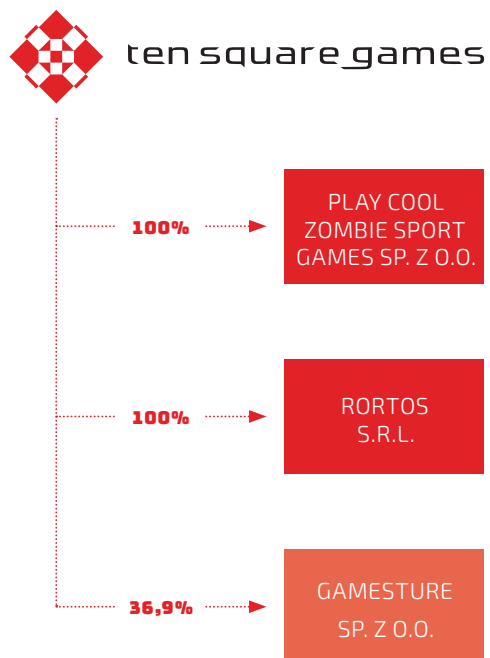 ten square games
100%
PLAY COOL
ZOMBIE SPORT
GAMES SP. Z O.O.
100%
RORTOS
S.R.L.
36,9%
GAMESTURE
SP. Z O.O.